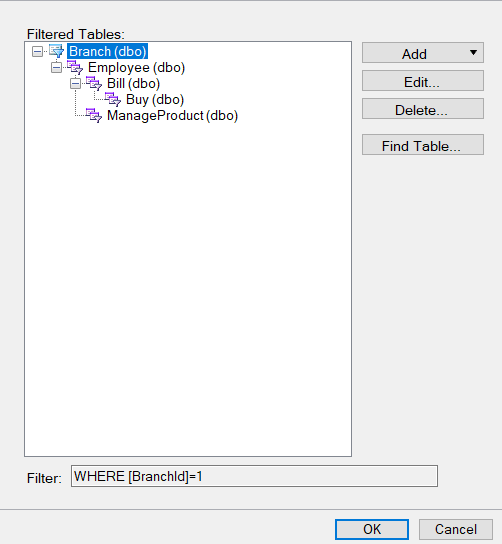 Filtered Tables:
Branch (dbo)
Employee (dbo)
Bill (dbo)
Buy (dbo)
ManageProduct (dbo)
Add
Edit...
Delete...
Find Table...
Filter: WHERE [BranchId]=1
OK Cancel